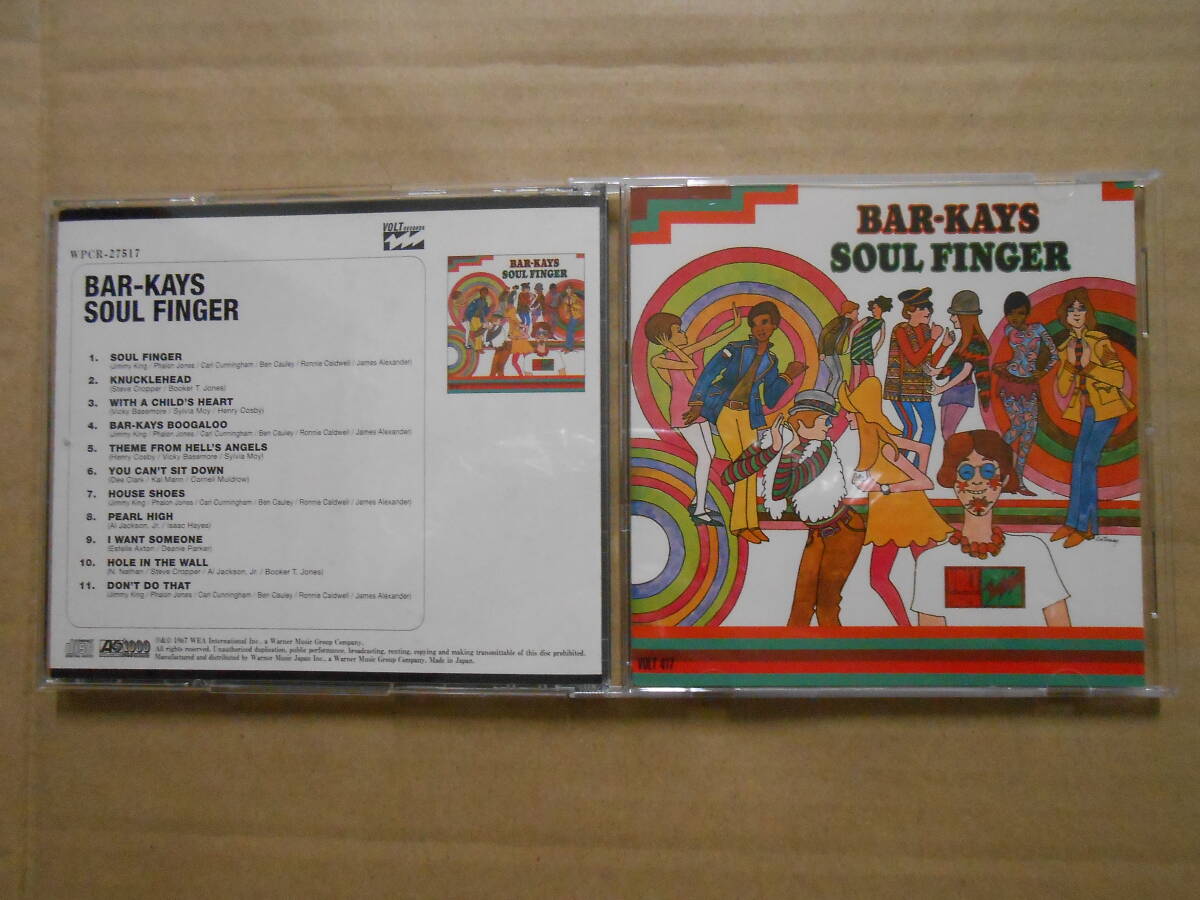 WPCR-27517
VOLT RECORDS
BAR-KAYS
SOUL FINGER
1. SOUL FINGER
(Jimmy King / Phalon Jones / Carl Cunningham / Ben Cauley / Ronnie Caldwell / James Alexander)
2. KNUCKLEHEAD
(Steve Cropper / Booker T. Jones)
3. WITH A CHILD'S HEART
(Vicky Basemore / Sylvia Moy / Henry Cosby)
4. BAR-KAYS BOOGALOO
(Jimmy King / Phalon Jones / Carl Cunningham / Ben Cauley / Ronnie Caldwell / James Alexander)
5. THEME FROM HELL'S ANGELS
(Henry Cosby / Vicky Basemore / Sylvia Moy)
6. YOU CAN'T SIT DOWN
(Dee Clark / Kal Mann / Cornell Muldrow)
7. HOUSE SHOES
(Jimmy King / Phalon Jones / Carl Cunningham / Ben Cauley / Ronnie Caldwell / James Alexander)
8. PEARL HIGH
(Al Jackson, Jr. / Isaac Hayes)
9. I WANT SOMEONE
(Estelle Axton / Deanie Parker)
10. HOLE IN THE WALL
(N. Nathan / Steve Cropper / Al Jackson, Jr. / Booker T. Jones)
11. DON'T DO THAT
(Jimmy King / Phalon Jones / Carl Cunningham / Ben Cauley / Ronnie Caldwell / James Alexander)
℗&© 1967 WEA International Inc., a Warner Music Group Company.
All rights reserved. Unauthorized duplication, public performance, broadcasting, renting, copying and making transmittable of this disc prohibited.
Manufactured and distributed by Warner Music Japan Inc., a Warner Music Group Company. Made in Japan.
1000
BAR-KAYS
SOUL FINGER
BAR-KAYS
SOUL FINGER
VOLT 417